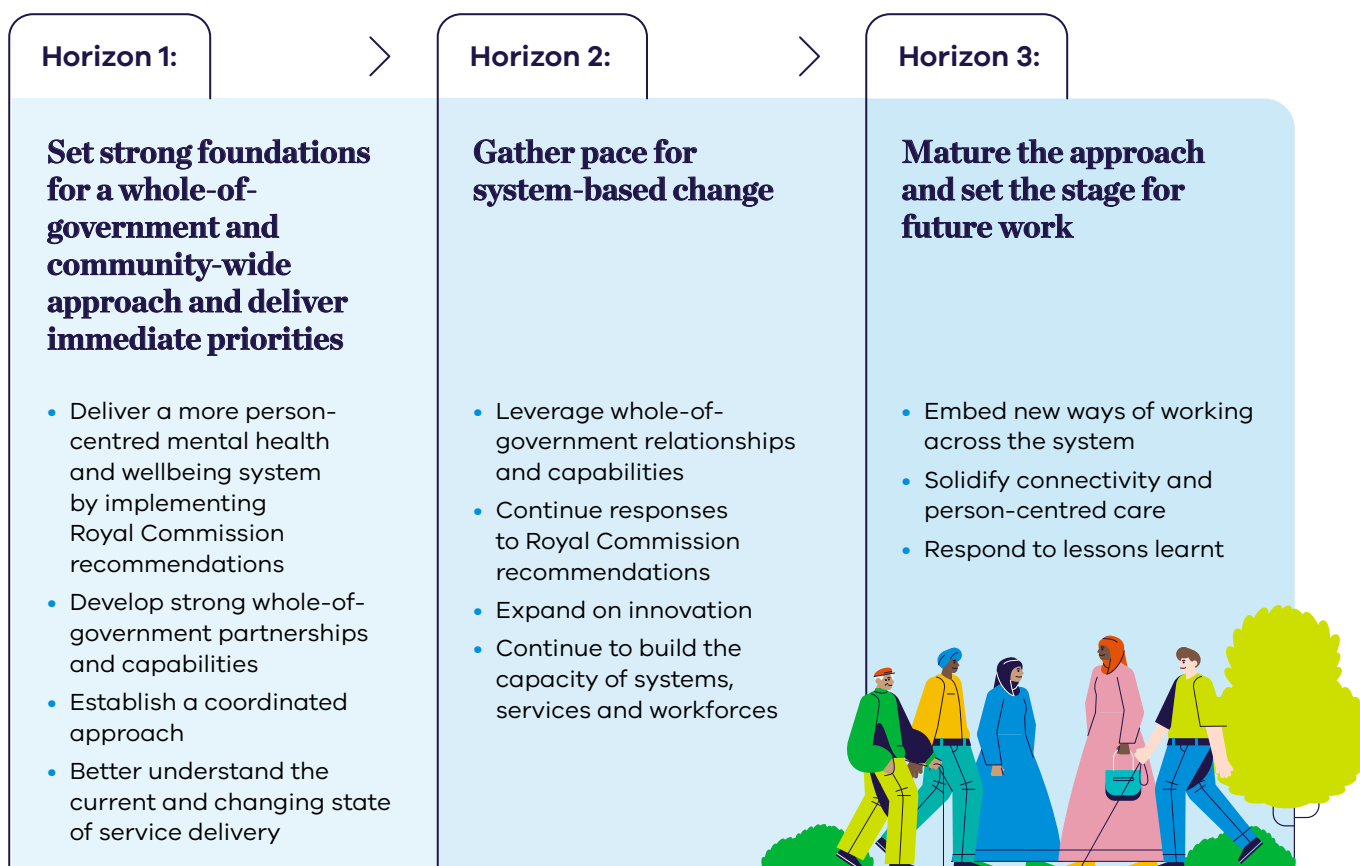 Horizon 1:
Set strong foundations
for a whole-of-
government and
community-wide
approach and deliver
immediate priorities
• Deliver a more person-
centred mental health
and wellbeing system
by implementing
Royal Commission
recommendations
• Develop strong whole-of-
government partnerships
and capabilities
• Establish a coordinated
approach
• Better understand the
current and changing state
of service delivery
Horizon 2:
Gather pace for
system-based change
• Leverage whole-of-
government relationships
and capabilities
• Continue responses
to Royal Commission
recommendations
• Expand on innovation
• Continue to build the
capacity of systems,
services and workforces
Horizon 3:
Mature the approach
and set the stage for
future work
• Embed new ways of working
across the system
• Solidify connectivity and
person-centred care
• Respond to lessons learnt